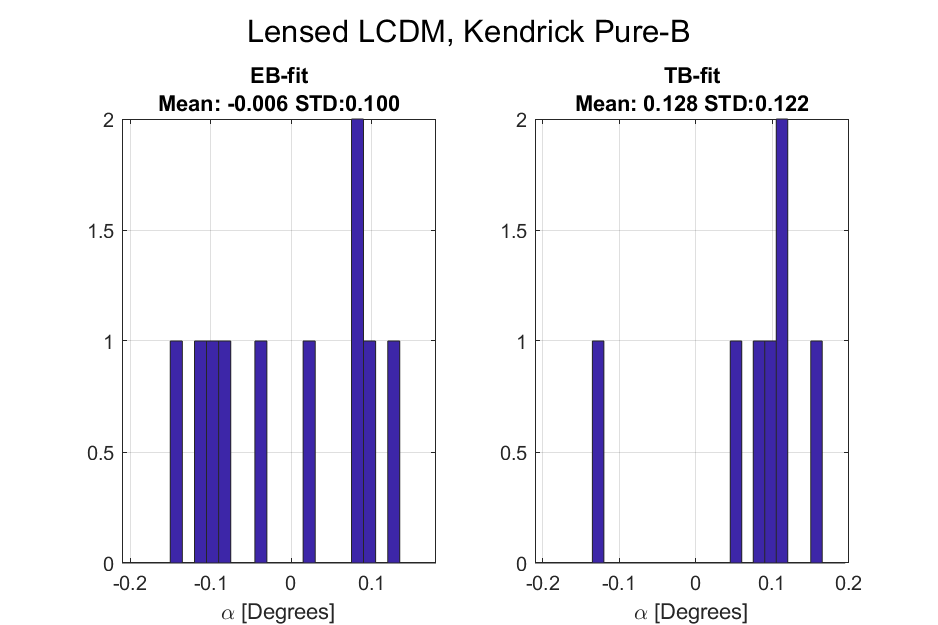 Lensed LCDM, Kendrick Pure-B
EB-fit
Mean: -0.006 STD:0.100
2
1.5
1
0.5
0
-0.2 -0.1 0 0.1
α [Degrees]
TB-fit
Mean: 0.128 STD:0.122
2
1.5
1
0.5
0
-0.2 -0.1 0 0.1 0.2
α [Degrees]